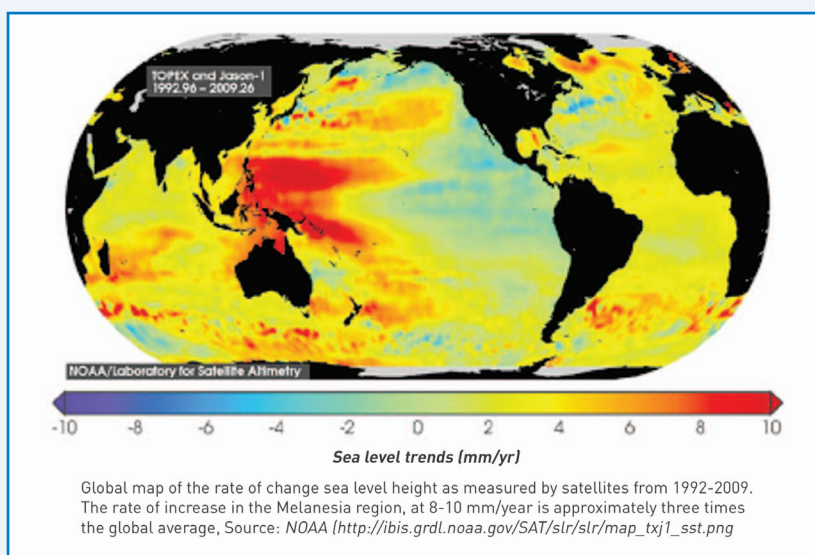 TOPEX and Jason-1
1992.96 – 2009.26
NOAA/Laboratory for Satellite Altimetry
-10 -8 -6 -4 -2 0 2 4 6 8 10
Sea level trends (mm/yr)
Global map of the rate of change sea level height as measured by satellites from 1992-2009.
The rate of increase in the Melanesia region, at 8-10 mm/year is approximately three times
the global average, Source: NOAA (http://ibis.grdl.noaa.gov/SAT/slr/slr/map_txj1_sst.png